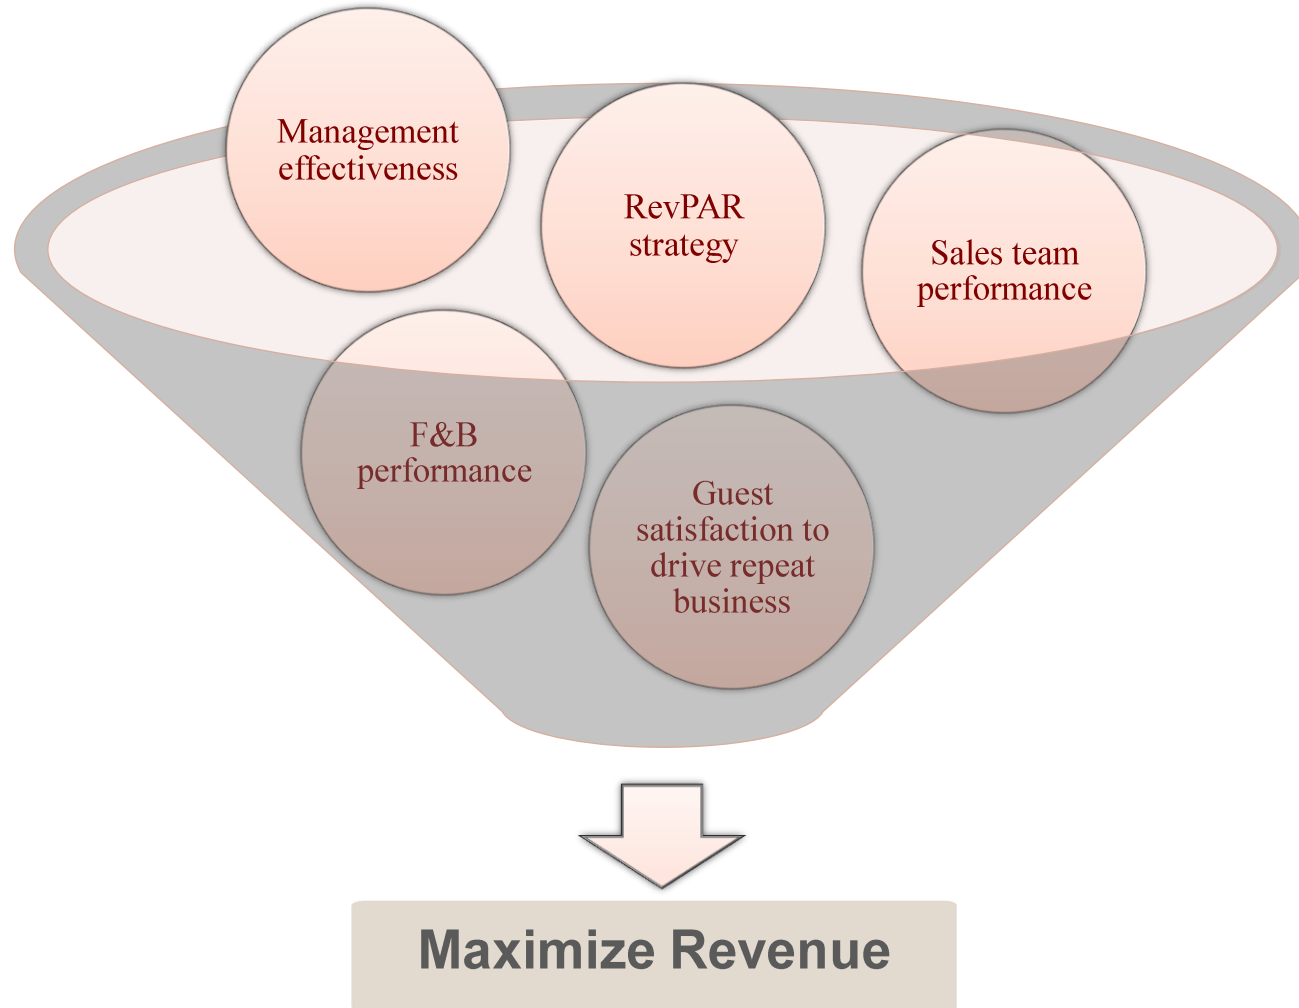 Management
effectiveness
RevPAR
strategy
Sales team
performance
F&B
performance
Guest
satisfaction to
drive repeat
business
Maximize Revenue